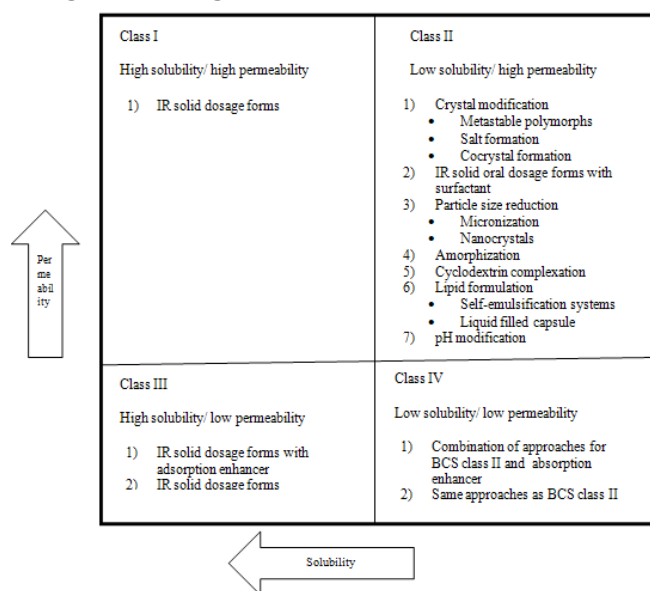 Class I
High solubility/ high permeability
1) IR solid dosage forms
Class II
Low solubility/ high permeability
1) Crystal modification
• Metastable polymorphs
• Salt formation
• Cocrystal formation
2) IR solid oral dosage forms with
surfactant
3) Particle size reduction
• Micronization
• Nanocrystals
4) Amorphization
5) Cyclodextrin complexation
6) Lipid formulation
• Self-emulsification systems
• Liquid filled capsule
7) pH modification
Per
me
abil
ity
Class III
High solubility/ low permeability
1) IR solid dosage forms with
adsorption enhancer
2) IR solid dosage forms
Class IV
Low solubility/ low permeability
1) Combination of approaches for
BCS class II and absorption
enhancer
2) Same approaches as BCS class II
Solubility